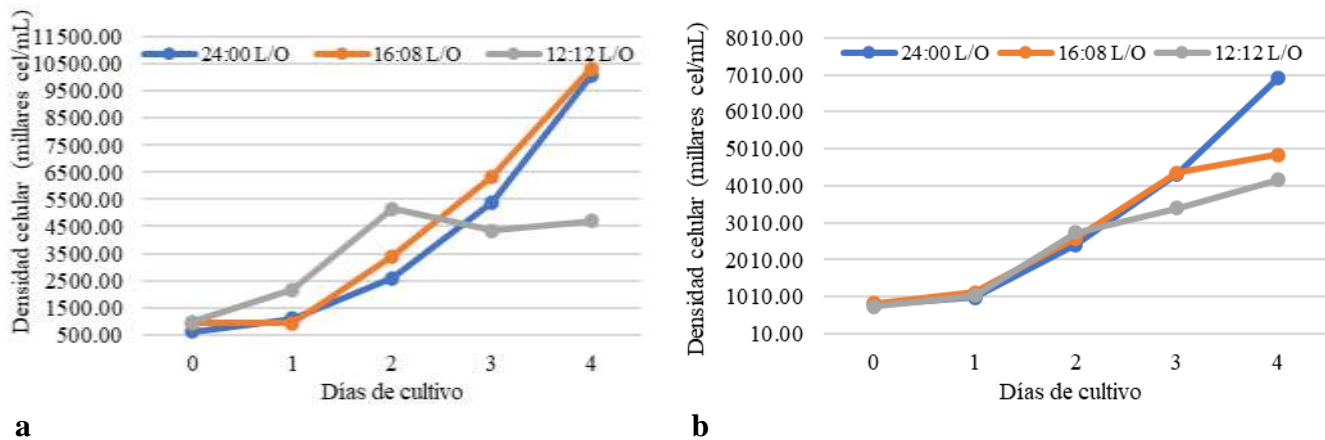 Densidad celular (millares cel/mL)
11500.00
10500.00
9500.00
8500.00
7500.00
6500.00
5500.00
4500.00
3500.00
2500.00
1500.00
500.00
24:00 L/O 16:08 L/O 12:12 L/O
0 1 2 3 4
Días de cultivo
a
Densidad celular (millares cel/mL)
8010.00
7010.00
6010.00
5010.00
4010.00
3010.00
2010.00
1010.00
10.00
24:00 L/O 16:08 L/O 12:12 L/O
0 1 2 3 4
Días de cultivo
b